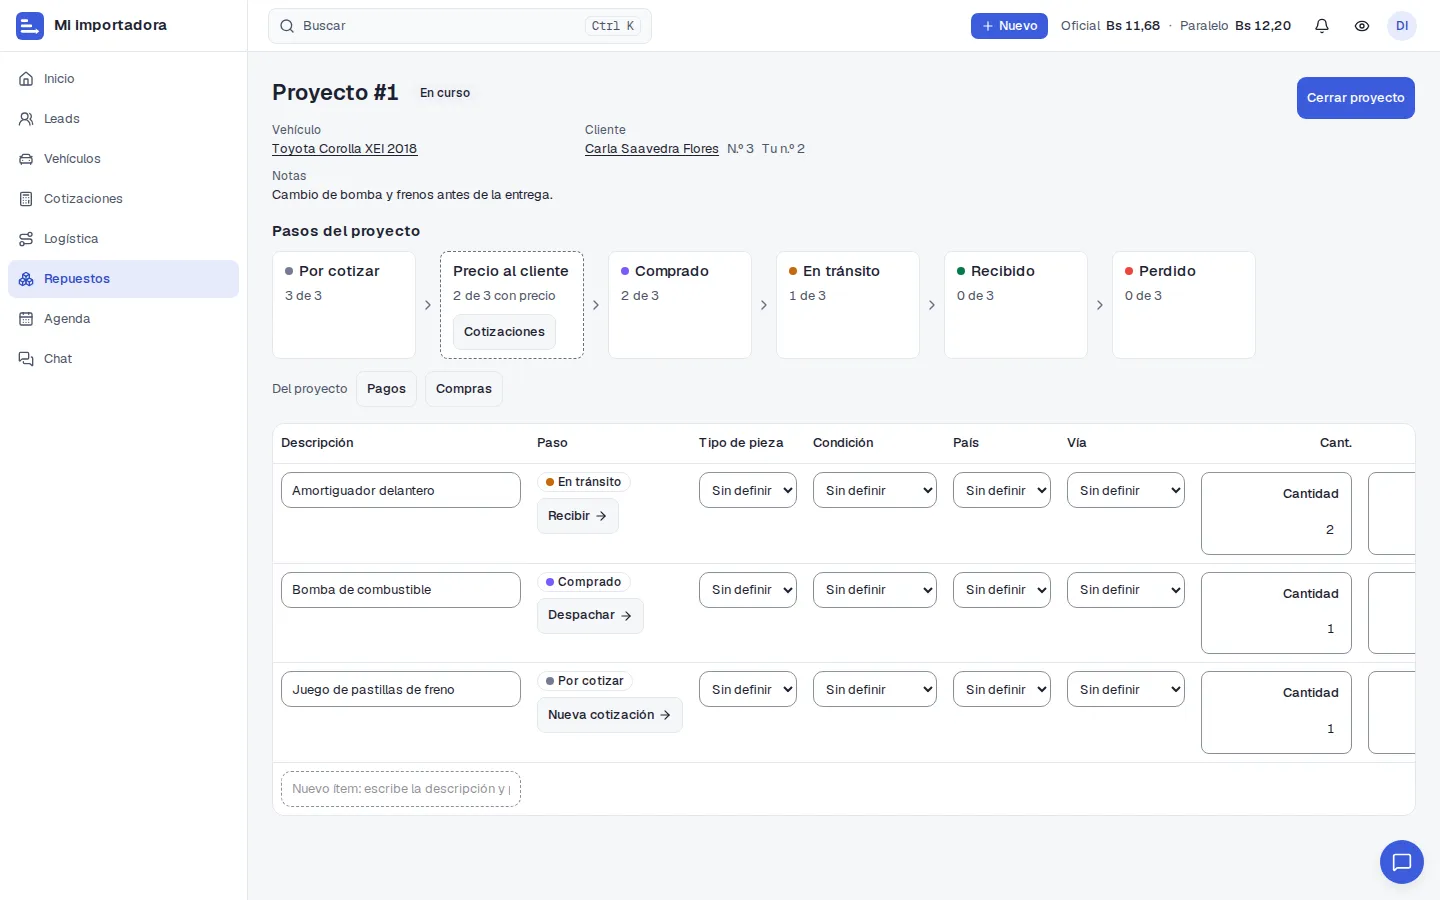 Mi Importadora
Buscar
Ctrl K
Nuevo
Oficial Bs 11,68 · Paralelo Bs 12,20
DI
Inicio
Leads
Vehículos
Cotizaciones
Logística
Repuestos
Agenda
Chat
Proyecto #1
En curso
Cerrar proyecto
Vehículo
Toyota Corolla XEI 2018
Cliente
Carla Saavedra Flores N.º 3 Tu n.º 2
Notas
Cambio de bomba y frenos antes de la entrega.
Pasos del proyecto
Por cotizar
3 de 3
Precio al cliente
2 de 3 con precio
Cotizaciones
Comprado
2 de 3
En tránsito
1 de 3
Recibido
0 de 3
Perdido
0 de 3
Del proyecto
Pagos
Compras
Descripción Paso Tipo de pieza Condición País Vía Cant.
Amortiguador delantero
En tránsito
Recibir
Sin definir Sin definir Sin definir Sin definir
Cantidad
2
Bomba de combustible
Comprado
Despachar
Sin definir Sin definir Sin definir Sin definir
Cantidad
1
Juego de pastillas de freno
Por cotizar
Nueva cotización
Sin definir Sin definir Sin definir Sin definir
Cantidad
1
Nuevo ítem: escribe la descripción y